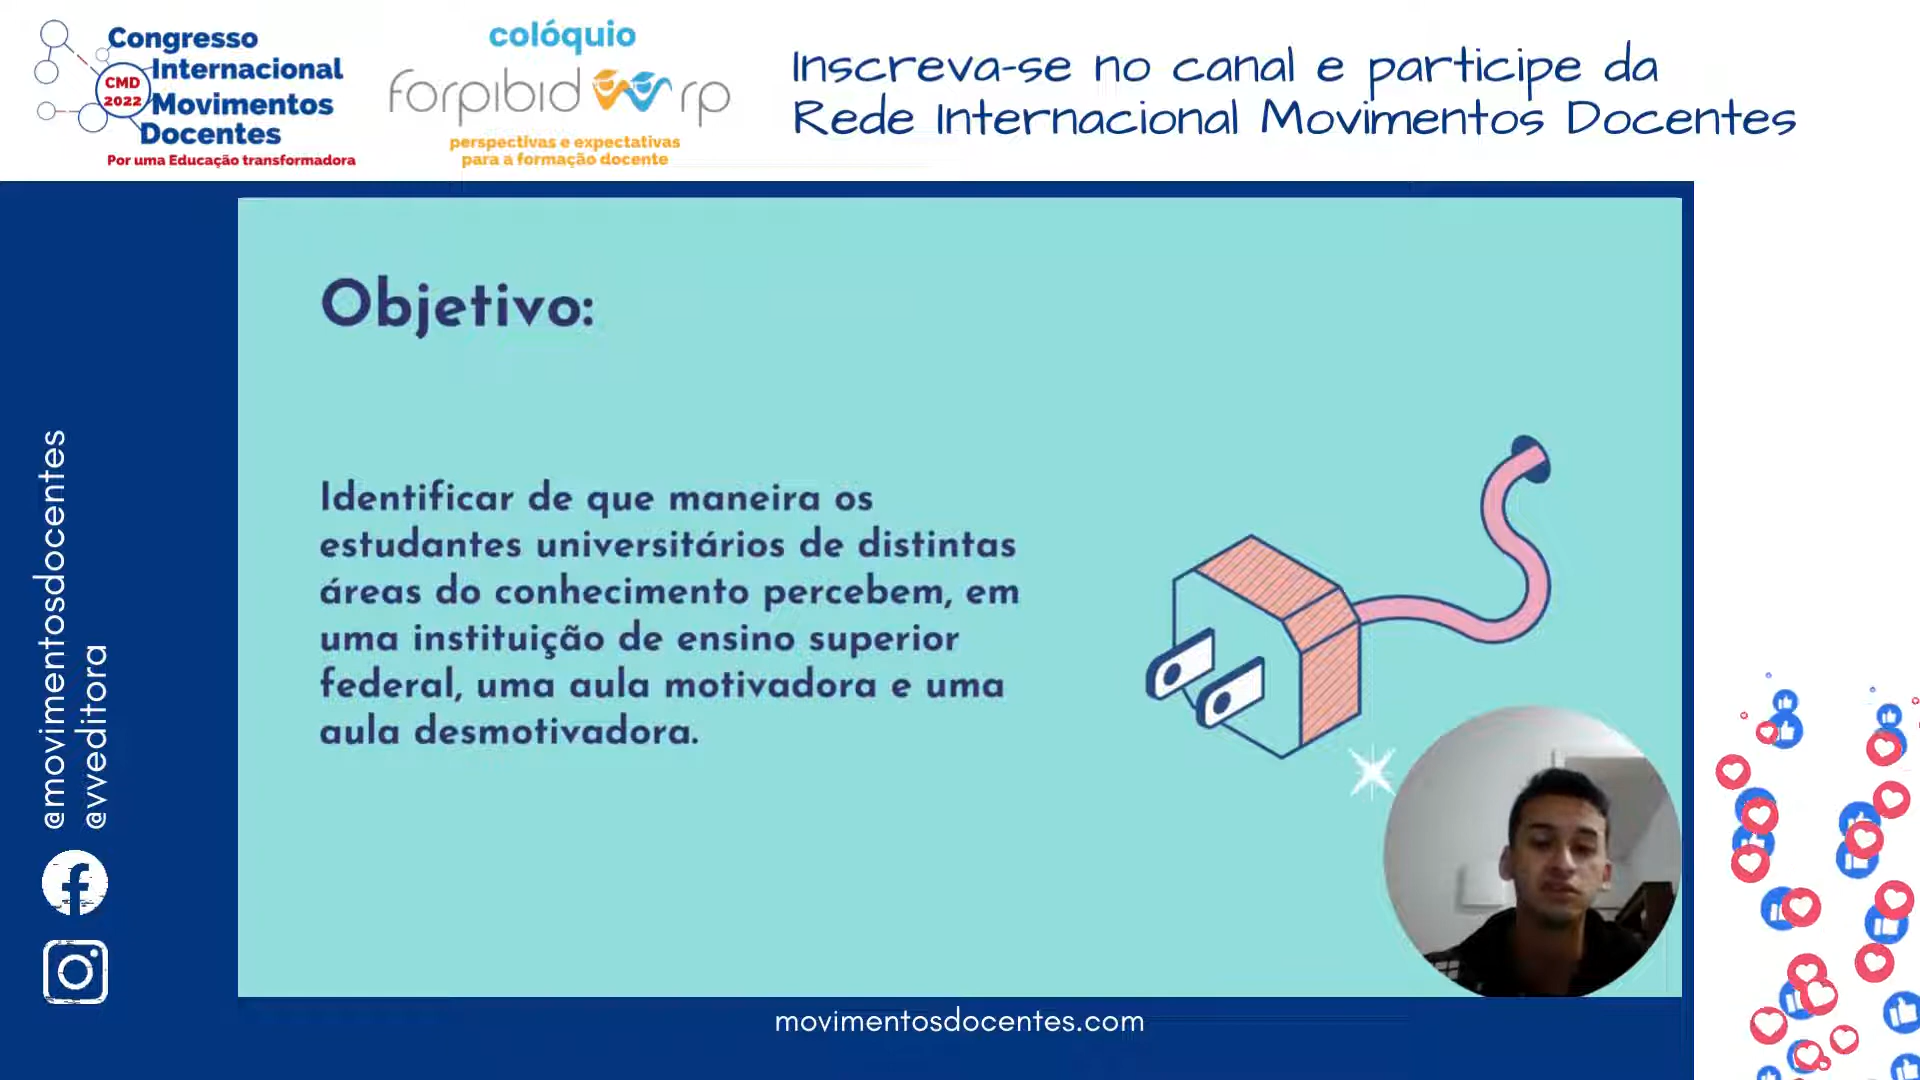 Congresso
Internacional
CMD
2022
Movimentos
Docentes
Por uma Educação transformadora
colóquio
forpibid rp
perspectivas e expectativas
para a formação docente
Inscreva-se no canal e participe da
Rede Internacional Movimentos Docentes
Objetivo:
Identificar de que maneira os
estudantes universitários de distintas
áreas do conhecimento percebem, em
uma instituição de ensino superior
federal, uma aula motivadora e uma
aula desmotivadora.
@movimentosdocentes
@vveditora
movimentosdocentes.com